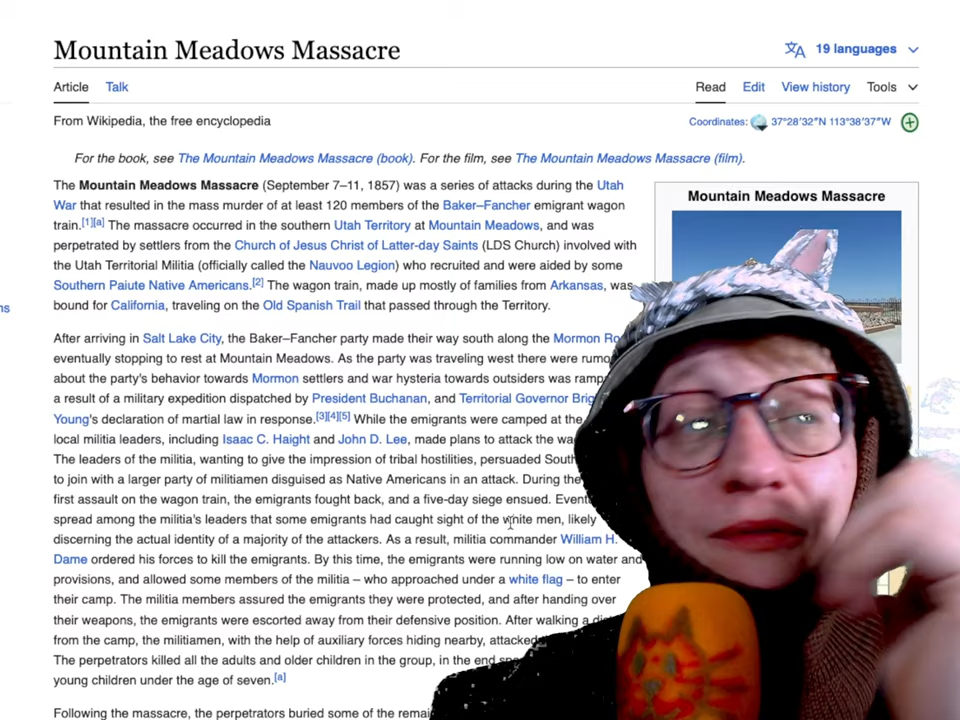 Mountain Meadows Massacre
19 languages
Article Talk Read Edit View history Tools
From Wikipedia, the free encyclopedia
Coordinates: 37°28′32″N 113°38′37″W
For the book, see The Mountain Meadows Massacre (book). For the film, see The Mountain Meadows Massacre (film).
The Mountain Meadows Massacre (September 7–11, 1857) was a series of attacks during the Utah
War that resulted in the mass murder of at least 120 members of the Baker–Fancher emigrant wagon
train.[1][a] The massacre occurred in the southern Utah Territory at Mountain Meadows, and was
perpetrated by settlers from the Church of Jesus Christ of Latter-day Saints (LDS Church) involved with
the Utah Territorial Militia (officially called the Nauvoo Legion) who recruited and were aided by some
Southern Paiute Native Americans.[2] The wagon train, made up mostly of families from Arkansas, was
bound for California, traveling on the Old Spanish Trail that passed through the Territory.
Mountain Meadows Massacre
After arriving in Salt Lake City, the Baker–Fancher party made their way south along the Mormon
eventually stopping to rest at Mountain Meadows. As the party was traveling west there were
about the party's behavior towards Mormon settlers and war hysteria towards outsiders was
a result of a military expedition dispatched by President Buchanan, and Territorial Governor
Young's declaration of martial law in response.[3][4][5] While the emigrants were camped at the
local militia leaders, including Isaac C. Haight and John D. Lee, made plans to attack the
The leaders of the militia, wanting to give the impression of tribal hostilities, persuaded
to join with a larger party of militiamen disguised as Native Americans in an attack. During the
first assault on the wagon train, the emigrants fought back, and a five-day siege ensued.
spread among the militia's leaders that some emigrants had caught sight of the white men, likely
discerning the actual identity of a majority of the attackers. As a result, militia commander William H.
Dame ordered his forces to kill the emigrants. By this time, the emigrants were running low on water and
provisions, and allowed some members of the militia – who approached under a white flag – to enter
their camp. The militia members assured the emigrants they were protected, and after handing over
their weapons, the emigrants were escorted away from their defensive position. After walking a
from the camp, the militiamen, with the help of auxiliary forces hiding nearby, attacked
The perpetrators killed all the adults and older children in the group, in the end
young children under the age of seven.[a]
Following the massacre, the perpetrators buried some of the